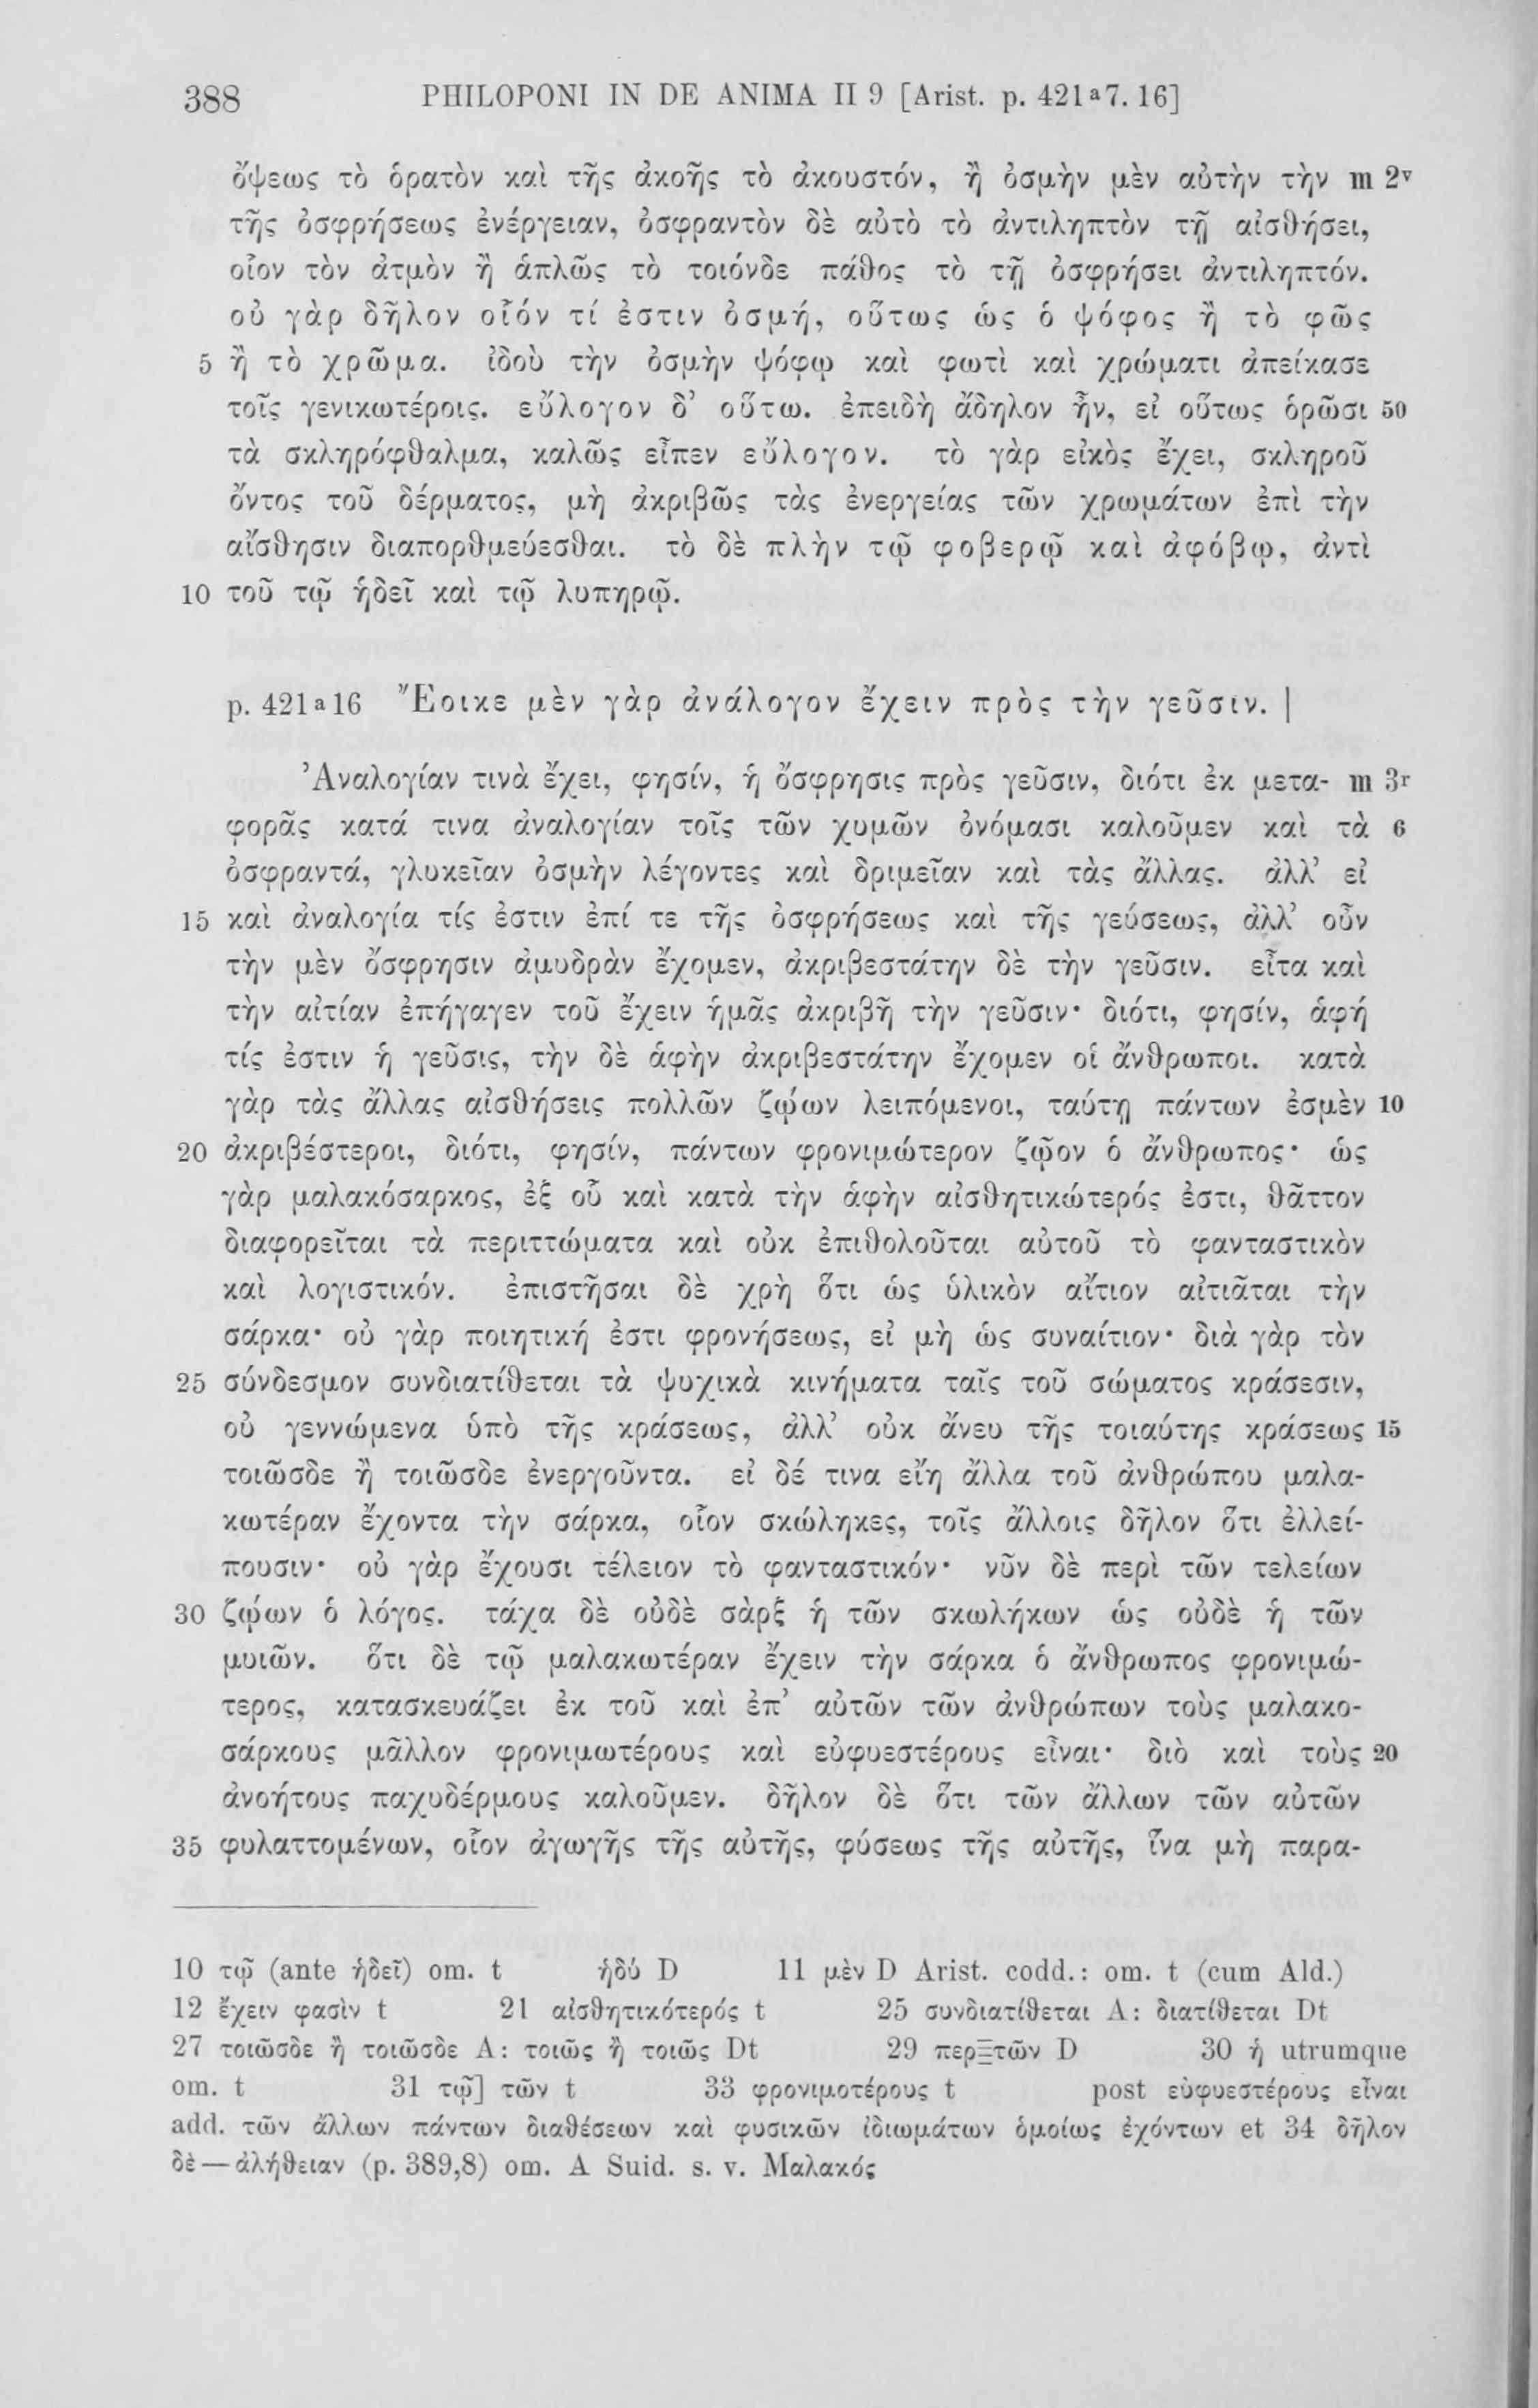 388 PHILOPONI IN DE ANIMA II 9 [Arist. p. 421ª7. 16]
ὄψεως τὸ ὁρατὸν καὶ τῆς ἀκοῆς τὸ ἀκουστόν, ἢ ὀσμὴν μὲν αὐτὴν τὴν m 2ᵛ
τῆς ὀσφρήσεως ἐνέργειαν, ὀσφραντὸν δὲ αὐτὸ τὸ ἀντιληπτὸν τῇ αἰσθήσει,
οἷον τὸν ἀτμὸν ἢ ἁπλῶς τὸ τοιόνδε πάθος τὸ τῇ ὀσφρήσει ἀντιληπτόν.
οὐ γὰρ δῆλον οἷόν τί ἐστιν ὀσμή, οὕτως ὡς ὁ ψόφος ἢ τὸ φῶς
5 ἢ τὸ χρῶμα. ἰδοὺ τὴν ὀσμὴν ψόφῳ καὶ φωτὶ καὶ χρώματι ἀπείκασε
τοῖς γενικωτέροις. εὔλογον δ’ οὕτω. ἐπειδὴ ἄδηλον ἦν, εἰ οὕτως ὁρῶσι 50
τὰ σκληρόφθαλμα, καλῶς εἶπεν εὔλογον. τὸ γὰρ εἰκὸς ἔχει, σκληροῦ
ὄντος τοῦ δέρματος, μὴ ἀκριβῶς τὰς ἐνεργείας τῶν χρωμάτων ἐπὶ τὴν
αἴσθησιν διαπορθμεύεσθαι. τὸ δὲ πλὴν τῷ φοβερῷ καὶ ἀφόβῳ, ἀντὶ
10 τοῦ τῷ ἡδεῖ καὶ τῷ λυπηρῷ.
p. 421ª16 Ἔοικε μὲν γὰρ ἀνάλογον ἔχειν πρὸς τὴν γεῦσιν. |
Ἀναλογίαν τινὰ ἔχει, φησίν, ἡ ὄσφρησις πρὸς γεῦσιν, διότι ἐκ μετα- m 3ʳ
φορᾶς κατά τινα ἀναλογίαν τοῖς τῶν χυμῶν ὀνόμασι καλοῦμεν καὶ τὰ 6
ὀσφραντά, γλυκεῖαν ὀσμὴν λέγοντες καὶ δριμεῖαν καὶ τὰς ἄλλας. ἀλλ’ εἰ
15 καὶ ἀναλογία τίς ἐστιν ἐπί τε τῆς ὀσφρήσεως καὶ τῆς γεύσεως, ἀλλ’ οὖν
τὴν μὲν ὄσφρησιν ἀμυδρὰν ἔχομεν, ἀκριβεστάτην δὲ τὴν γεῦσιν. εἶτα καὶ
τὴν αἰτίαν ἐπήγαγεν τοῦ ἔχειν ἡμᾶς ἀκριβῆ τὴν γεῦσιν· διότι, φησίν, ἁφή
τίς ἐστιν ἡ γεῦσις, τὴν δὲ ἁφὴν ἀκριβεστάτην ἔχομεν οἱ ἄνθρωποι. κατὰ
γὰρ τὰς ἄλλας αἰσθήσεις πολλῶν ζῴων λειπόμενοι, ταύτῃ πάντων ἐσμὲν 10
20 ἀκριβέστεροι, διότι, φησίν, πάντων φρονιμώτερον ζῷον ὁ ἄνθρωπος· ὡς
γὰρ μαλακόσαρκος, ἐξ οὗ καὶ κατὰ τὴν ἁφὴν αἰσθητικώτερός ἐστι, θᾶττον
διαφορεῖται τὰ περιττώματα καὶ οὐκ ἐπιθολοῦται αὐτοῦ τὸ φανταστικὸν
καὶ λογιστικόν. ἐπιστῆσαι δὲ χρὴ ὅτι ὡς ὑλικὸν αἴτιον αἰτιᾶται τὴν
σάρκα· οὐ γὰρ ποιητική ἐστι φρονήσεως, εἰ μὴ ὡς συναίτιον· διὰ γὰρ τὸν
25 σύνδεσμον συνδιατίθεται τὰ ψυχικὰ κινήματα ταῖς τοῦ σώματος κράσεσιν,
οὐ γεννώμενα ὑπὸ τῆς κράσεως, ἀλλ’ οὐκ ἄνευ τῆς τοιαύτης κράσεως 15
τοιῶσδε ἢ τοιῶσδε ἐνεργοῦντα. εἰ δέ τινα εἴη ἄλλα τοῦ ἀνθρώπου μαλα-
κωτέραν ἔχοντα τὴν σάρκα, οἷον σκώληκες, τοῖς ἄλλοις δῆλον ὅτι ἐλλεί-
πουσιν· οὐ γὰρ ἔχουσι τέλειον τὸ φανταστικόν· νῦν δὲ περὶ τῶν τελείων
30 ζῴων ὁ λόγος. τάχα δὲ οὐδὲ σὰρξ ἡ τῶν σκωλήκων ὡς οὐδὲ ἡ τῶν
μυιῶν. ὅτι δὲ τῷ μαλακωτέραν ἔχειν τὴν σάρκα ὁ ἄνθρωπος φρονιμώ-
τερος, κατασκευάζει ἐκ τοῦ καὶ ἐπ’ αὐτῶν τῶν ἀνθρώπων τοὺς μαλακο-
σάρκους μᾶλλον φρονιμωτέρους καὶ εὐφυεστέρους εἶναι· διὸ καὶ τοὺς 20
ἀνοήτους παχυδέρμους καλοῦμεν. δῆλον δὲ ὅτι τῶν ἄλλων τῶν αὐτῶν
35 φυλαττομένων, οἷον ἀγωγῆς τῆς αὐτῆς, φύσεως τῆς αὐτῆς, ἵνα μὴ παρα-
10 τῷ (ante ἡδεῖ) om. t ἡδύ D 11 μὲν D Arist. codd.: om. t (cum Ald.)
12 ἔχειν φασὶν t 21 αἰσθητικότερός t 25 συνδιατίθεται A: διατίθεται Dt
27 τοιῶσδε ἢ τοιῶσδε A: τοιῶς ἢ τοιῶς Dt 29 περΞτῶν D 30 ἡ utrumque
om. t 31 τῷ] τῶν t 33 φρονιμοτέρους t post εὐφυεστέρους εἶναι
add. τῶν ἄλλων πάντων διαθέσεων καὶ φυσικῶν ἰδιωμάτων ὁμοίως ἐχόντων et 34 δῆλον
δὲ — ἀλήθειαν (p. 389,8) om. A Suid. s. v. Μαλακός